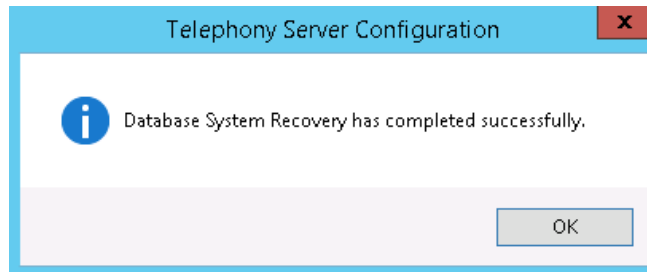 Telephony Server Configuration
x
Database System Recovery has completed successfully.
OK